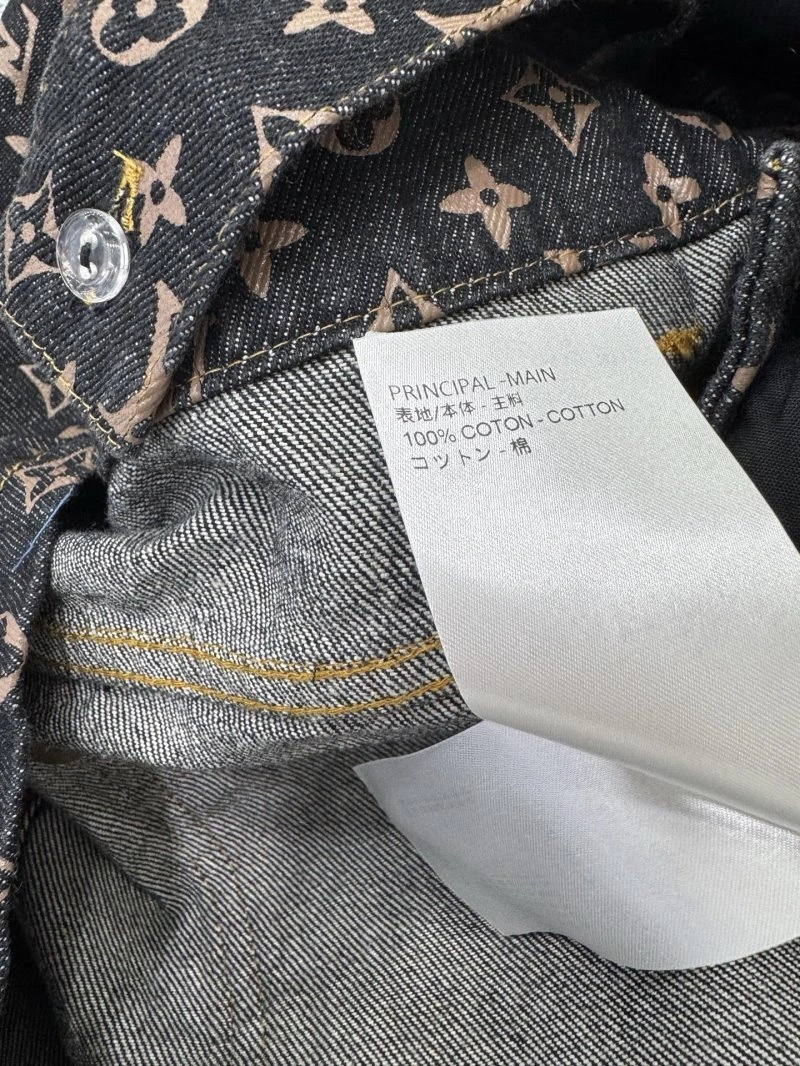 PRINCIPAL -MAIN
表地/本体 - 主料
100% COTON - COTTON
コットン - 棉